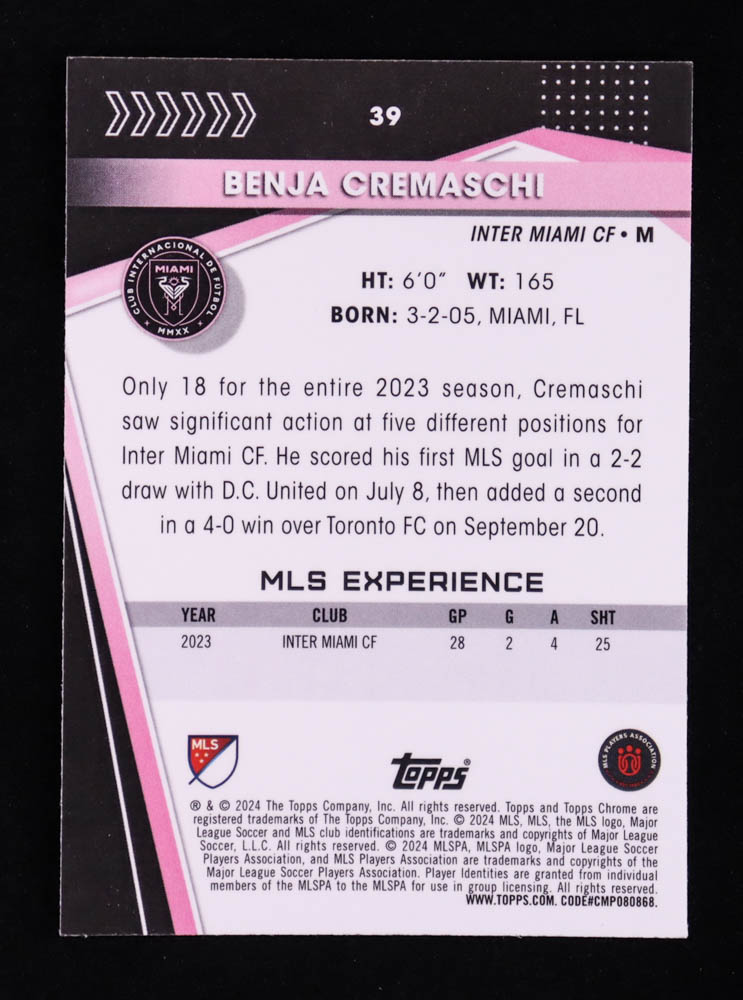 39
BENJA CREMASCHI
INTER MIAMI CF • M
CLUB INTERNACIONAL DE FÚTBOL
MIAMI
MMXX
HT: 6'0" WT: 165
BORN: 3-2-05, MIAMI, FL
Only 18 for the entire 2023 season, Cremaschi
saw significant action at five different positions for
Inter Miami CF. He scored his first MLS goal in a 2-2
draw with D.C. United on July 8, then added a second
in a 4-0 win over Toronto FC on September 20.
MLS EXPERIENCE
YEAR CLUB GP G A SHT
2023 INTER MIAMI CF 28 2 4 25
MLS
Topps®
MLS PLAYERS ASSOCIATION
® & © 2024 The Topps Company, Inc. All rights reserved. Topps and Topps Chrome are
registered trademarks of The Topps Company, Inc. © 2024 MLS, MLS, the MLS logo, Major
League Soccer and MLS club identifications are trademarks and copyrights of Major League
Soccer, L.L.C. All rights reserved. © 2024 MLSPA, MLSPA logo, Major League Soccer
Players Association, and MLS Players Association are trademarks and copyrights of the
Major League Soccer Players Association. Player Identities are granted from individual
members of the MLSPA to the MLSPA for use in group licensing. All rights reserved.
WWW.TOPPS.COM. CODE#CMP080868.